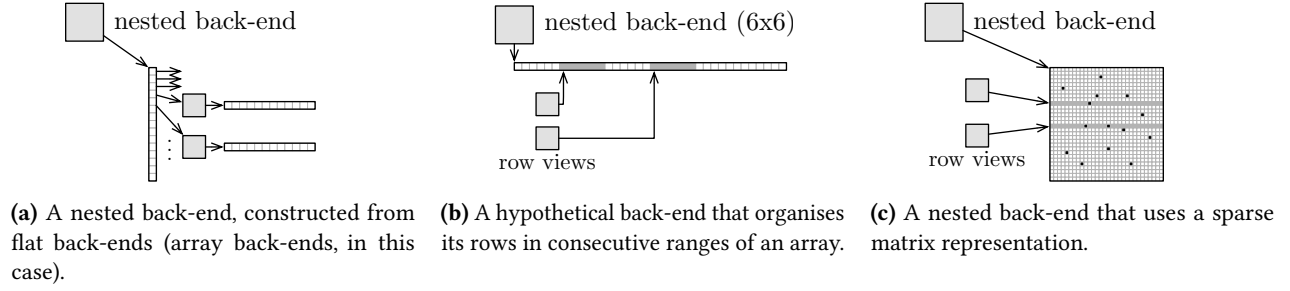 nested back-end
nested back-end (6x6)
row views
nested back-end
row views
(a) A nested back-end, constructed from
flat back-ends (array back-ends, in this
case).
(b) A hypothetical back-end that organises
its rows in consecutive ranges of an array.
(c) A nested back-end that uses a sparse
matrix representation.